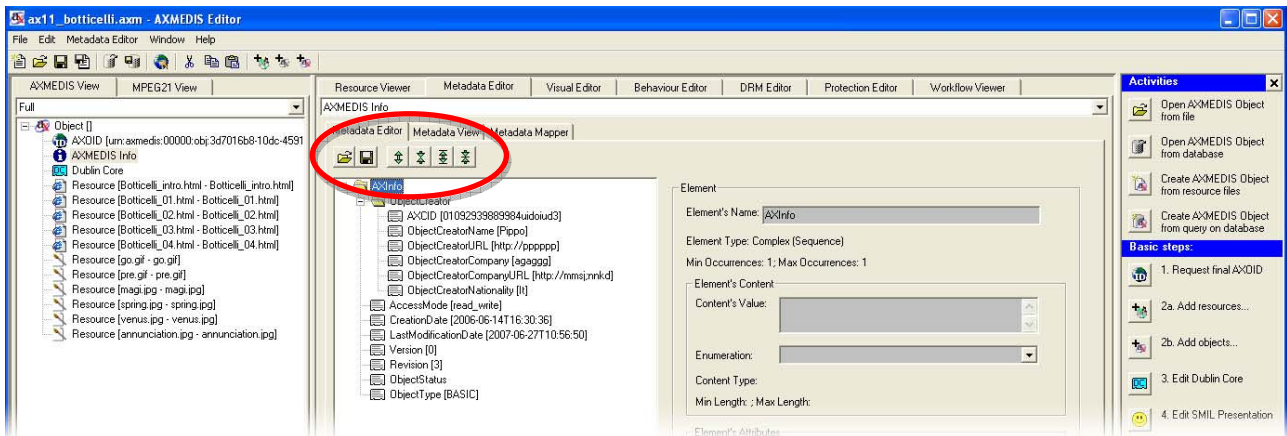 ax11_botticelli.axm - AXMEDIS Editor
File Edit Metadata Editor Window Help
AXMEDIS View MPEG21 View
Full
Object []
AXOID [urn:axmedis:00000:obj:3d7016b8-10dc-4591
AXMEDIS Info
Dublin Core
Resource [Botticelli_intro.html - Botticelli_intro.html]
Resource [Botticelli_01.html - Botticelli_01.html]
Resource [Botticelli_02.html - Botticelli_02.html]
Resource [Botticelli_03.html - Botticelli_03.html]
Resource [Botticelli_04.html - Botticelli_04.html]
Resource [go.gif - go.gif]
Resource [pre.gif - pre.gif]
Resource [magi.jpg - magi.jpg]
Resource [spring.jpg - spring.jpg]
Resource [venus.jpg - venus.jpg]
Resource [annunciation.jpg - annunciation.jpg]
Resource Viewer Metadata Editor Visual Editor Behaviour Editor DRM Editor Protection Editor Workflow Viewer
AXMEDIS Info
Metadata Editor Metadata View Metadata Mapper
AXInfo
ObjectCreator
AXCID [01092939889984uidoiud3]
ObjectCreatorName [Pippo]
ObjectCreatorURL [http://pppppp]
ObjectCreatorCompany [agaggg]
ObjectCreatorCompanyURL [http://mmsj;nnk.d]
ObjectCreatorNationality [It]
AccessMode [read_write]
CreationDate [2006-06-14T16:30:36]
LastModificationDate [2007-06-27T10:56:50]
Version [0]
Revision [3]
ObjectStatus
ObjectType [BASIC]
Element
Element's Name: AXInfo
Element Type: Complex (Sequence)
Min Occurrences: 1; Max Occurrences: 1
Element's Content
Content's Value:
Enumeration:
Content Type:
Min Length: ; Max Length:
Element's Attributes
Activities
Open AXMEDIS Object
from file
Open AXMEDIS Object
from database
Create AXMEDIS Object
from resource files
Create AXMEDIS Object
from query on database
Basic steps:
1. Request final AXOID
2a. Add resources...
2b. Add objects...
3. Edit Dublin Core
4. Edit SMIL Presentation